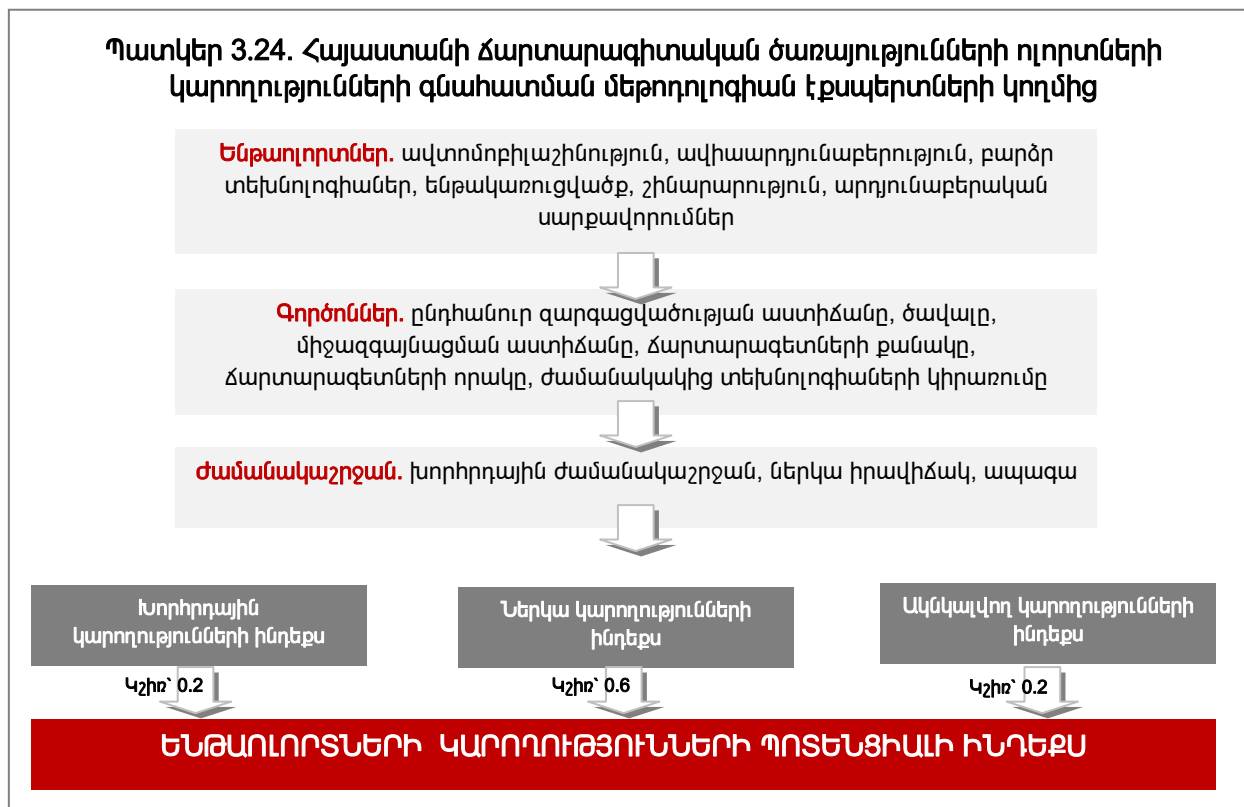 Պատկեր 3.24. Հայաստանի ճարտարագիտական ծառայությունների ոլորտների
կարողությունների գնահատման մեթոդոլոգիան էքսպերտների կողմից
Ենթաոլորտներ. ավտոմոբիլաշինություն, ավիաարդյունաբերություն, բարձր
տեխնոլոգիաներ, ենթակառուցվածք, շինարարություն, արդյունաբերական
սարքավորումներ
Գործոններ. ընդհանուր զարգացվածության աստիճանը, ծավալը,
միջազգայնացման աստիճանը, ճարտարագետների քանակը,
ճարտարագետների որակը, ժամանակակից տեխնոլոգիաների կիրառումը
Ժամանակաշրջան. խորհրդային ժամանակաշրջան, ներկա իրավիճակ, ապագա
Խորհրդային
կարողությունների ինդեքս
Ներկա կարողությունների
ինդեքս
Ակնկալվող կարողությունների
ինդեքս
Կշիռ՝ 0.2
Կշիռ՝ 0.6
Կշիռ՝ 0.2
ԵՆԹԱՈԼՈՐՏՆԵՐԻ ԿԱՐՈՂՈՒԹՅՈՒՆՆԵՐԻ ՊՈՏԵՆՑԻԱԼԻ ԻՆԴԵՔՍ